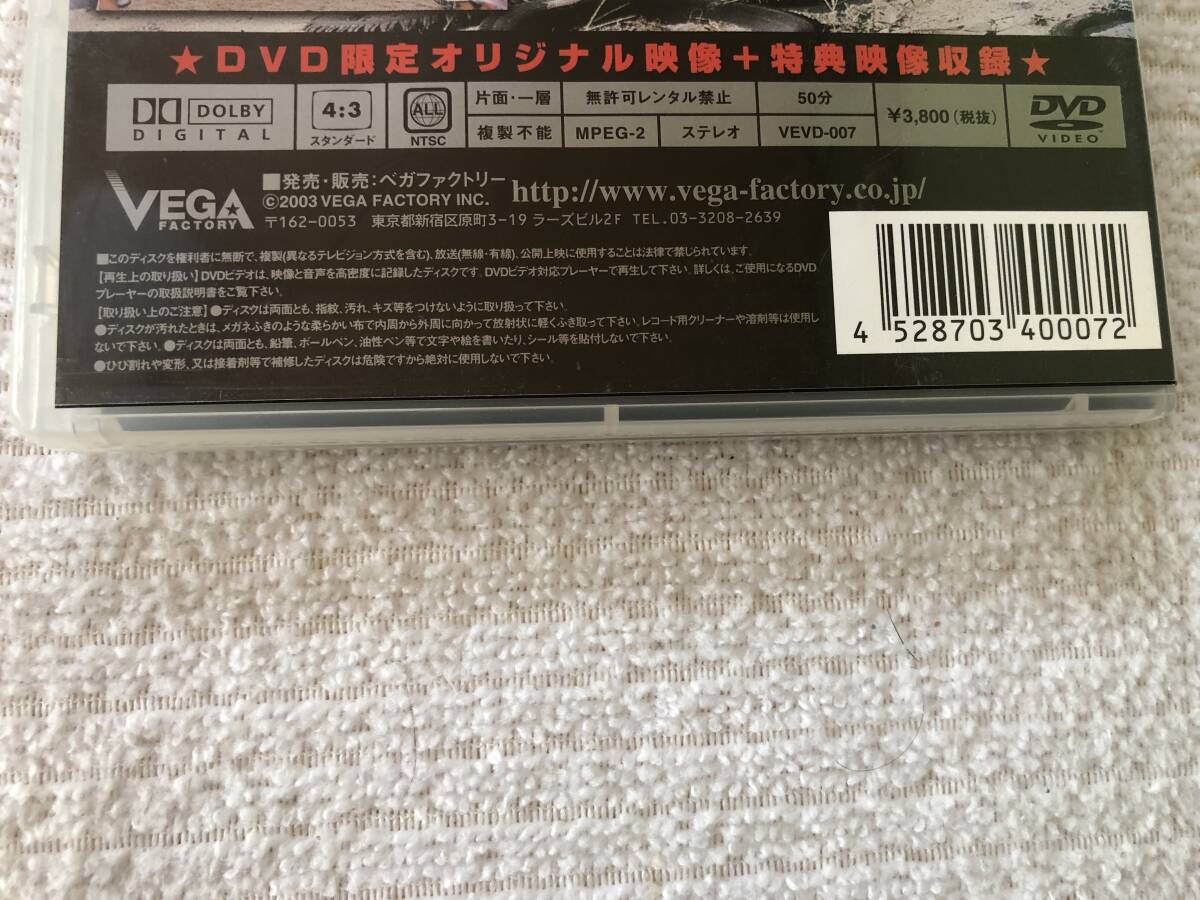 ★DVD限定オリジナル映像＋特典映像収録★
DOLBY
DIGITAL
4:3
スタンダード
ALL
NTSC
片面・一層
無許可レンタル禁止
50分
複製不能
MPEG-2
ステレオ
VEVD-007
¥3,800(税抜)
DVD
VIDEO
VEGA
FACTORY
■発売・販売:ベガファクトリー
©2003 VEGA FACTORY INC.
http://www.vega-factory.co.jp/
〒162-0053 東京都新宿区原町3-19 ラーズビル2F TEL.03-3208-2639
■このディスクを権利者に無断で、複製(異なるテレビジョン方式を含む)、放送(無線・有線)、公開上映に使用することは法律で禁じられています。
【再生上の取り扱い】DVDビデオは、映像と音声を高密度に記録したディスクです。DVDビデオ対応プレーヤーで再生して下さい。詳しくは、ご使用になるDVD
プレーヤーの取扱説明書をご覧下さい。
【取り扱い上のご注意】●ディスクは両面とも、指紋、汚れ、キズ等をつけないように取り扱って下さい。
●ディスクが汚れたときは、メガネふきのような柔らかい布で内周から外周に向かって放射状に軽くふき取って下さい。レコード用クリーナーや溶剤等は使用し
ないで下さい。●ディスクは両面とも、鉛筆、ボールペン、油性ペン等で文字や絵を書いたり、シール等を貼付しないで下さい。
●ひび割れや変形、又は接着剤等で補修したディスクは危険ですから絶対に使用しないで下さい。
4 528703 400072